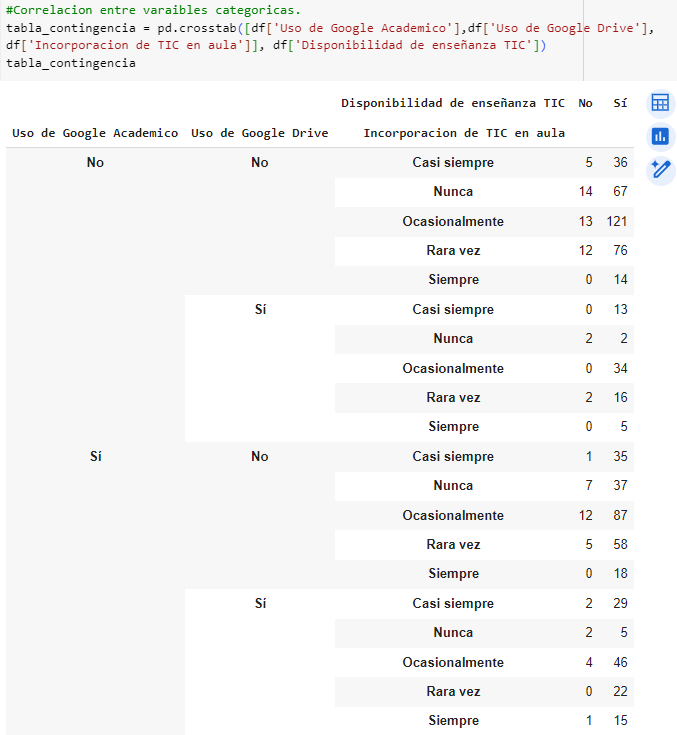 #Correlacion entre varaibles categoricas.
tabla_contingencia = pd.crosstab([df['Uso de Google Academico'],df['Uso de Google Drive'],
df['Incorporacion de TIC en aula']], df['Disponibilidad de enseñanza TIC'])
tabla_contingencia
Disponibilidad de enseñanza TIC No Sí
Uso de Google Academico Uso de Google Drive Incorporacion de TIC en aula
No No Casi siempre 5 36
Nunca 14 67
Ocasionalmente 13 121
Rara vez 12 76
Siempre 0 14
Sí Casi siempre 0 13
Nunca 2 2
Ocasionalmente 0 34
Rara vez 2 16
Siempre 0 5
Sí No Casi siempre 1 35
Nunca 7 37
Ocasionalmente 12 87
Rara vez 5 58
Siempre 0 18
Sí Casi siempre 2 29
Nunca 2 5
Ocasionalmente 4 46
Rara vez 0 22
Siempre 1 15